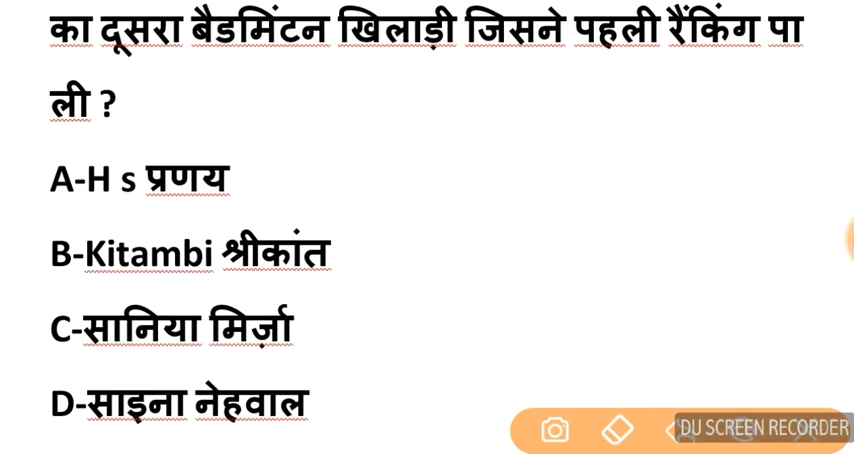 का दूसरा बैडमिंटन खिलाड़ी जिसने पहली रैंकिंग पा
ली ?
A-H s प्रणय
B-Kitambi श्रीकांत
C-सानिया मिर्ज़ा
D-साइना नेहवाल
DU SCREEN RECORDER